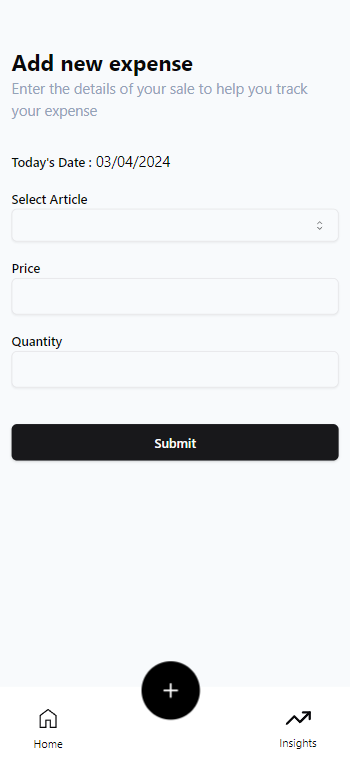 Add new expense
Enter the details of your sale to help you track
your expense
Today's Date : 03/04/2024
Select Article
Price
Quantity
Submit
Home
Insights